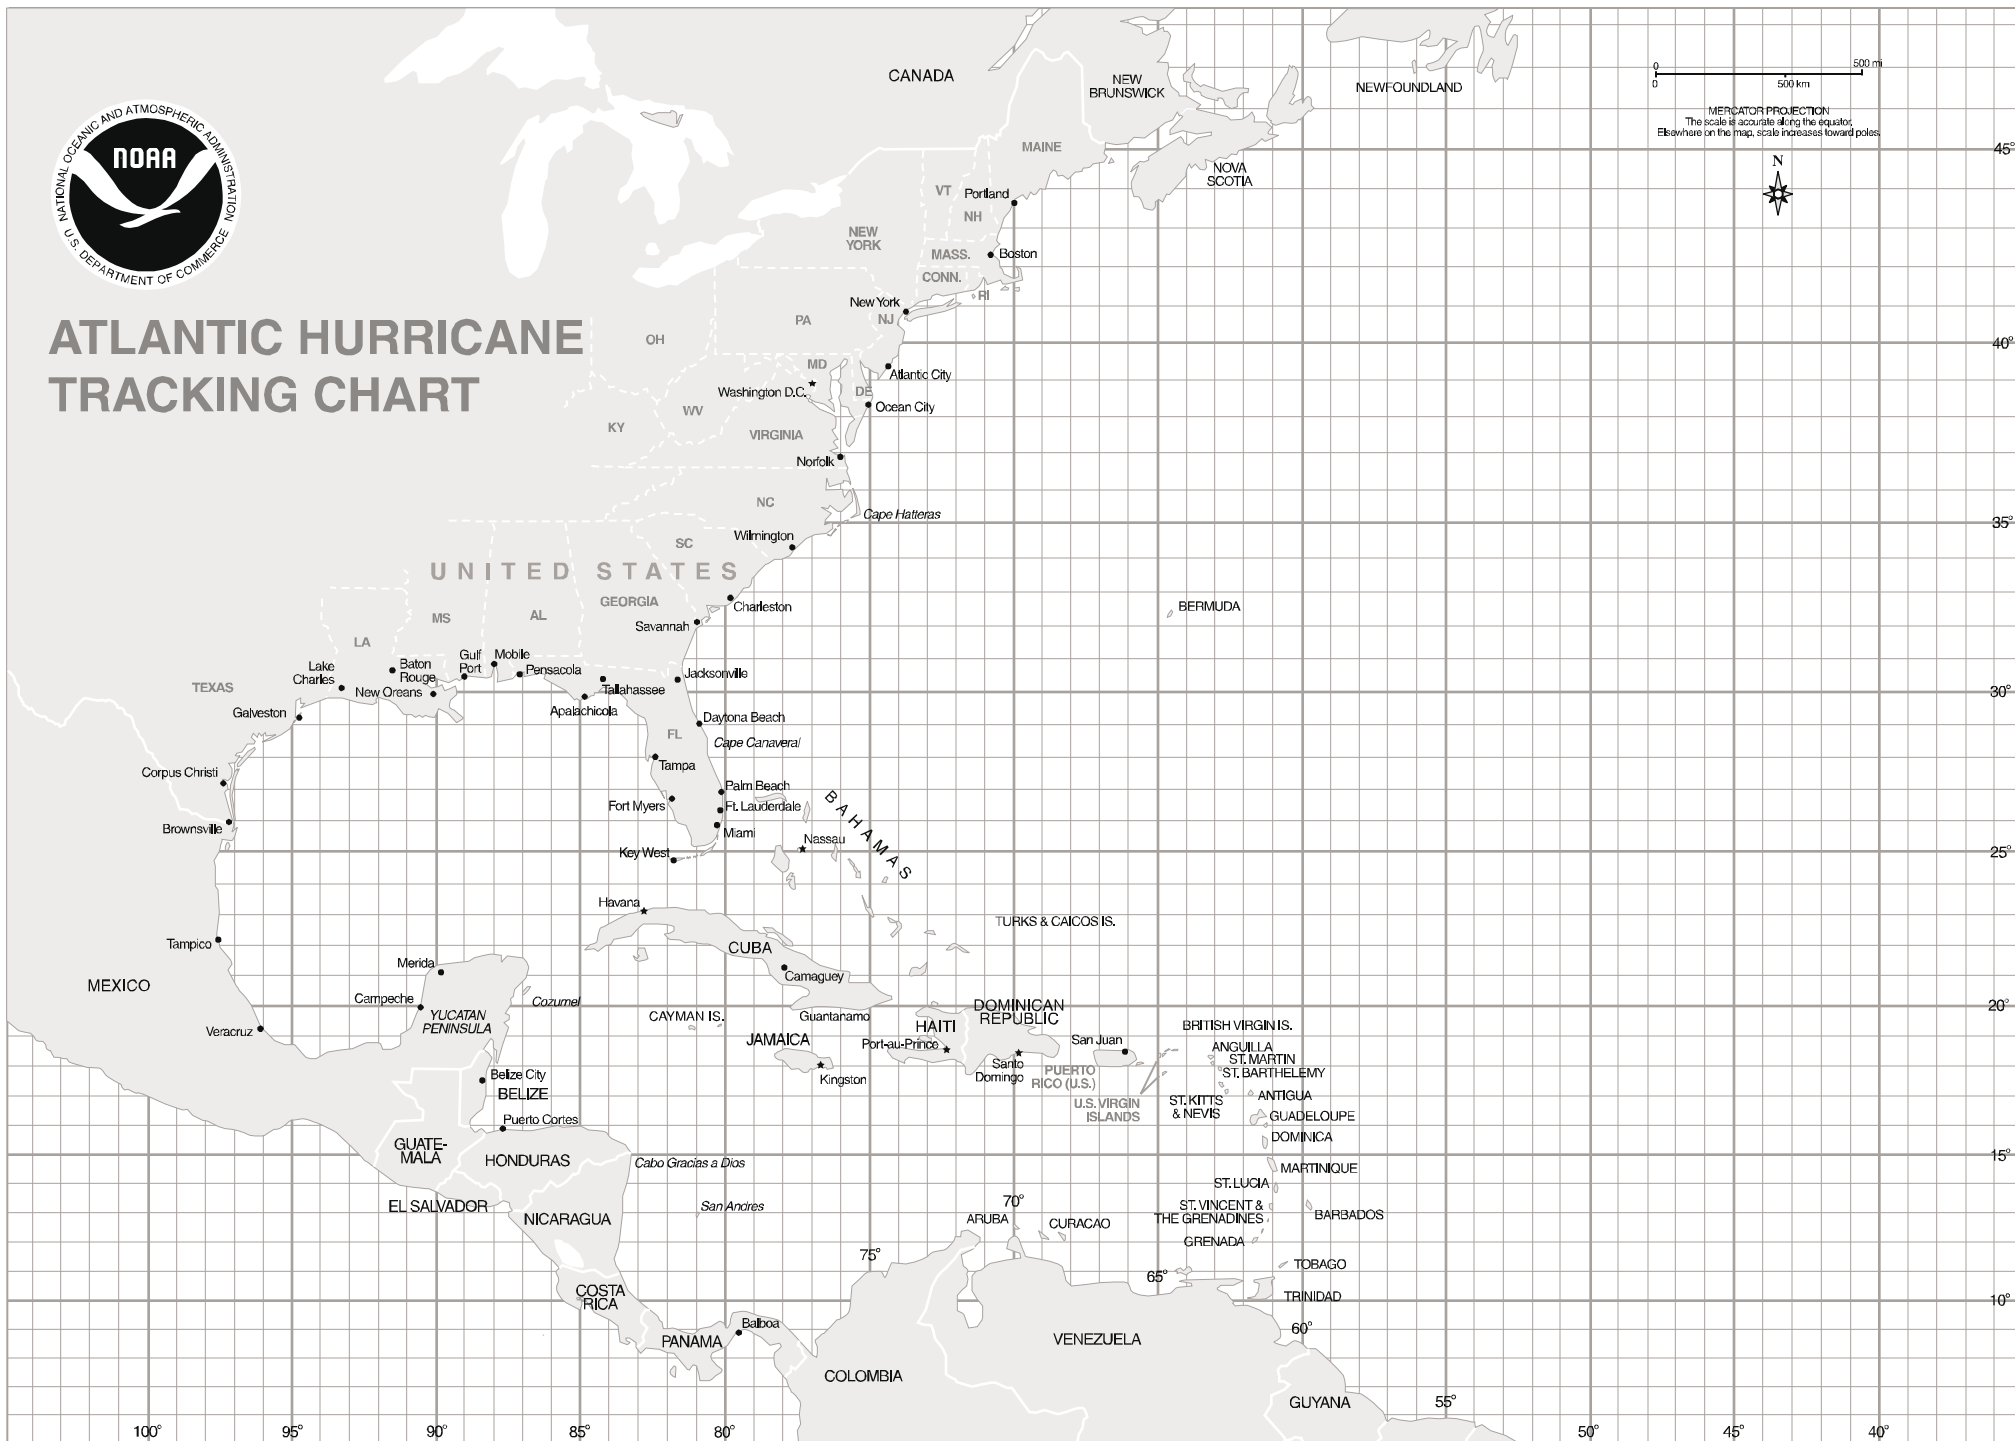 NATIONAL OCEANIC AND ATMOSPHERIC ADMINISTRATION
U.S. DEPARTMENT OF COMMERCE
NOAA
ATLANTIC HURRICANE
TRACKING CHART
CANADA
NEW
BRUNSWICK
NEWFOUNDLAND
0
500 mi
0
500 km
MERCATOR PROJECTION
The scale is accurate along the equator,
Elsewhere on the map, scale increases toward poles.
N
MAINE
NOVA
SCOTIA
45°
VT
Portland
NH
NEW
YORK
MASS.
Boston
CONN.
RI
New York
NJ
PA
OH
40°
MD
Atlantic City
Washington D.C.
DE
Ocean City
WV
KY
VIRGINIA
Norfolk
NC
Cape Hatteras
35°
Wilmington
SC
UNITED STATES
GEORGIA
Charleston
BERMUDA
MS
AL
Savannah
LA
Gulf
Port
Mobile
Lake
Charles
Baton
Rouge
Pensacola
Jacksonville
TEXAS
New Oreans
Tallahassee
30°
Galveston
Apalachicola
Daytona Beach
FL
Cape Canaveral
Tampa
Corpus Christi
Palm Beach
Fort Myers
Ft. Lauderdale
BAHAMAS
Brownsville
Miami
Nassau
Key West
25°
Havana
TURKS & CAICOS IS.
Tampico
CUBA
Merida
Camaguey
MEXICO
Campeche
Cozumel
20°
YUCATAN
PENINSULA
CAYMAN IS.
Guantanamo
DOMINICAN
REPUBLIC
Veracruz
HAITI
BRITISH VIRGIN IS.
JAMAICA
Port-au-Prince
San Juan
ANGUILLA
ST. MARTIN
ST. BARTHELEMY
Belize City
Kingston
Santo
Domingo
PUERTO
RICO (U.S.)
BELIZE
U.S. VIRGIN
ISLANDS
ST. KITTS
& NEVIS
ANTIGUA
Puerto Cortes
GUADELOUPE
GUATE-
MALA
HONDURAS
DOMINICA
15°
Cabo Gracias a Dios
MARTINIQUE
ST. LUCIA
EL SALVADOR
San Andres
70°
ST. VINCENT &
THE GRENADINES
BARBADOS
NICARAGUA
ARUBA
CURACAO
GRENADA
75°
TOBAGO
65°
COSTA
RICA
TRINIDAD
10°
Balboa
60°
PANAMA
VENEZUELA
COLOMBIA
GUYANA
55°
100°
95°
90°
85°
80°
50°
45°
40°